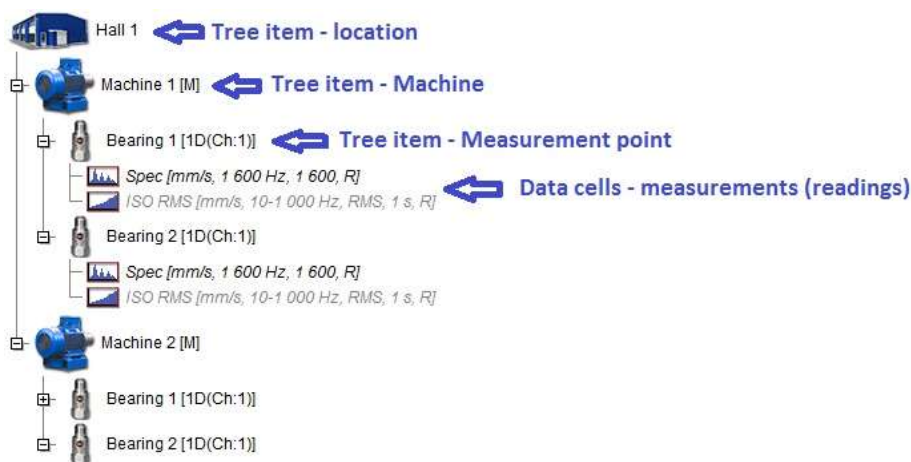 Hall 1 Tree item - location
Machine 1 [M] Tree item - Machine
Bearing 1 [1D(Ch:1)] Tree item - Measurement point
Spec [mm/s, 1 600 Hz, 1 600, R]
Data cells - measurements (readings)
ISO RMS [mm/s, 10-1 000 Hz, RMS, 1 s, R]
Bearing 2 [1D(Ch:1)]
Spec [mm/s, 1 600 Hz, 1 600, R]
ISO RMS [mm/s, 10-1 000 Hz, RMS, 1 s, R]
Machine 2 [M]
Bearing 1 [1D(Ch:1)]
Bearing 2 [1D(Ch:1)]